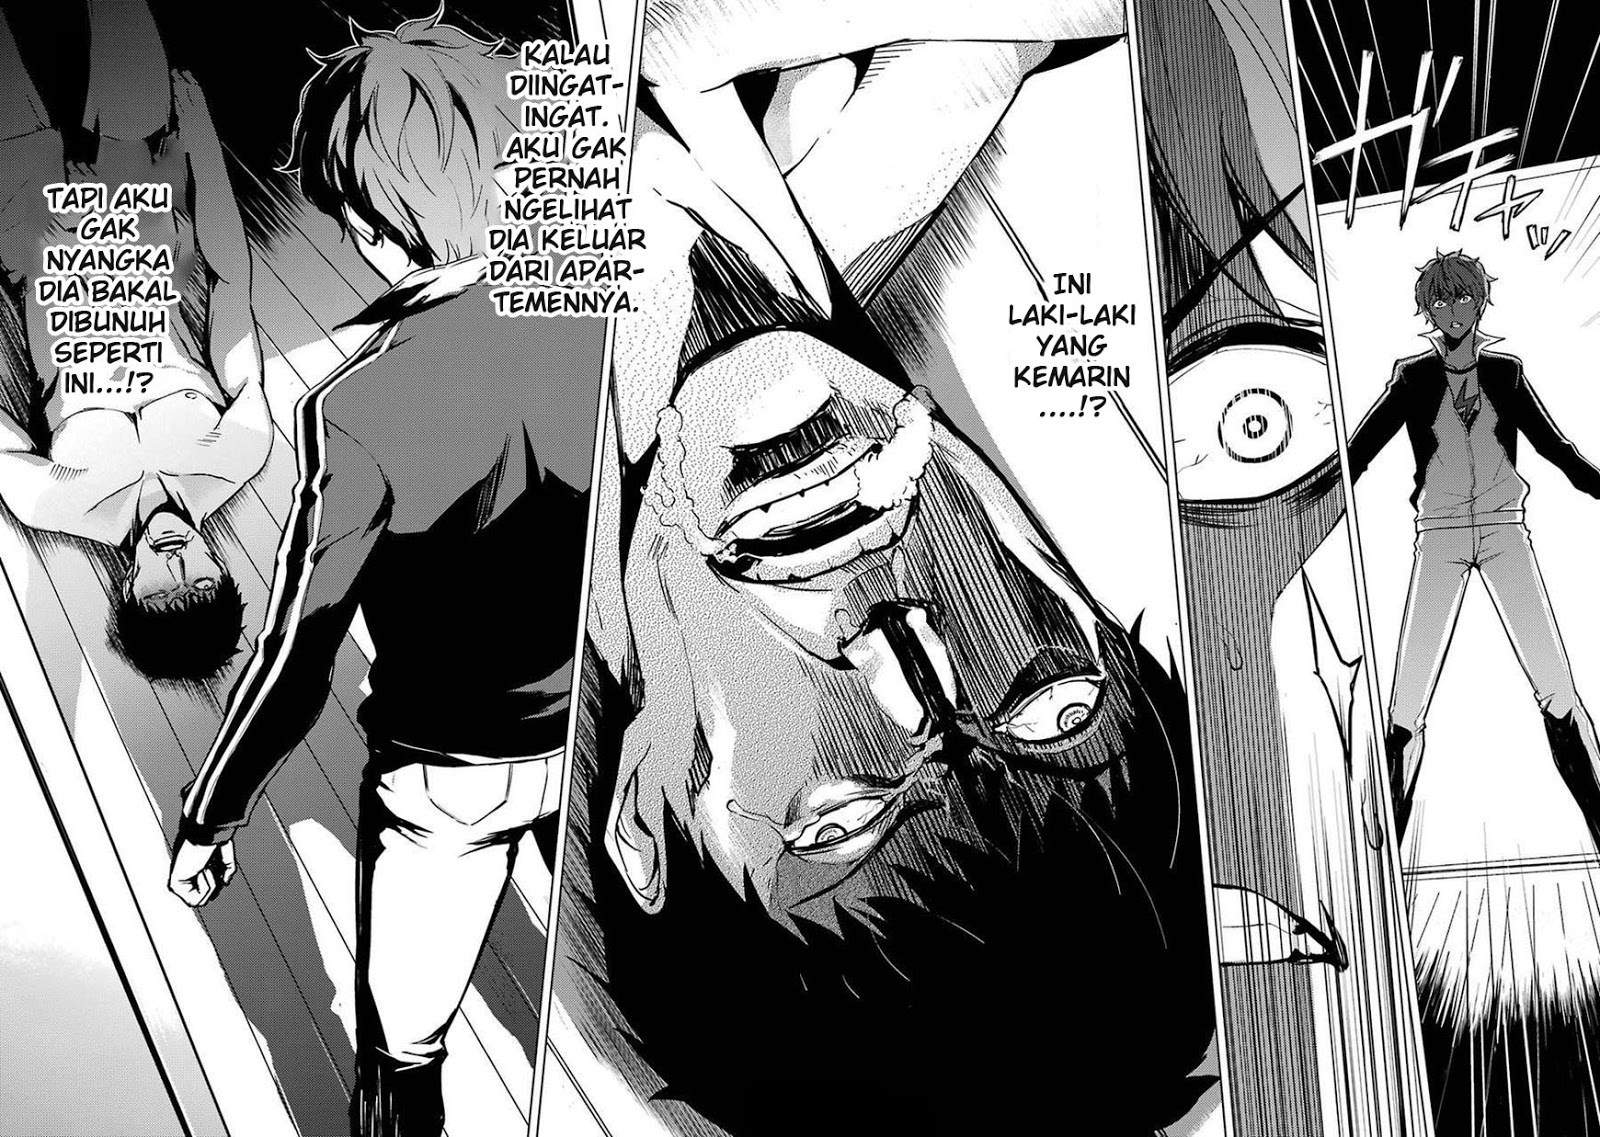 ガチャッ
INI
LAKI-LAKI
YANG
KEMARIN
....!?
KALAU
DIINGAT-
INGAT.
AKU GAK
PERNAH
NGELIHAT
DIA KELUAR
DARI APAR-
TEMENNYA.
TAPI AKU
GAK
NYANGKA
DIA BAKAL
DIBUNUH
SEPERTI
INI...!?